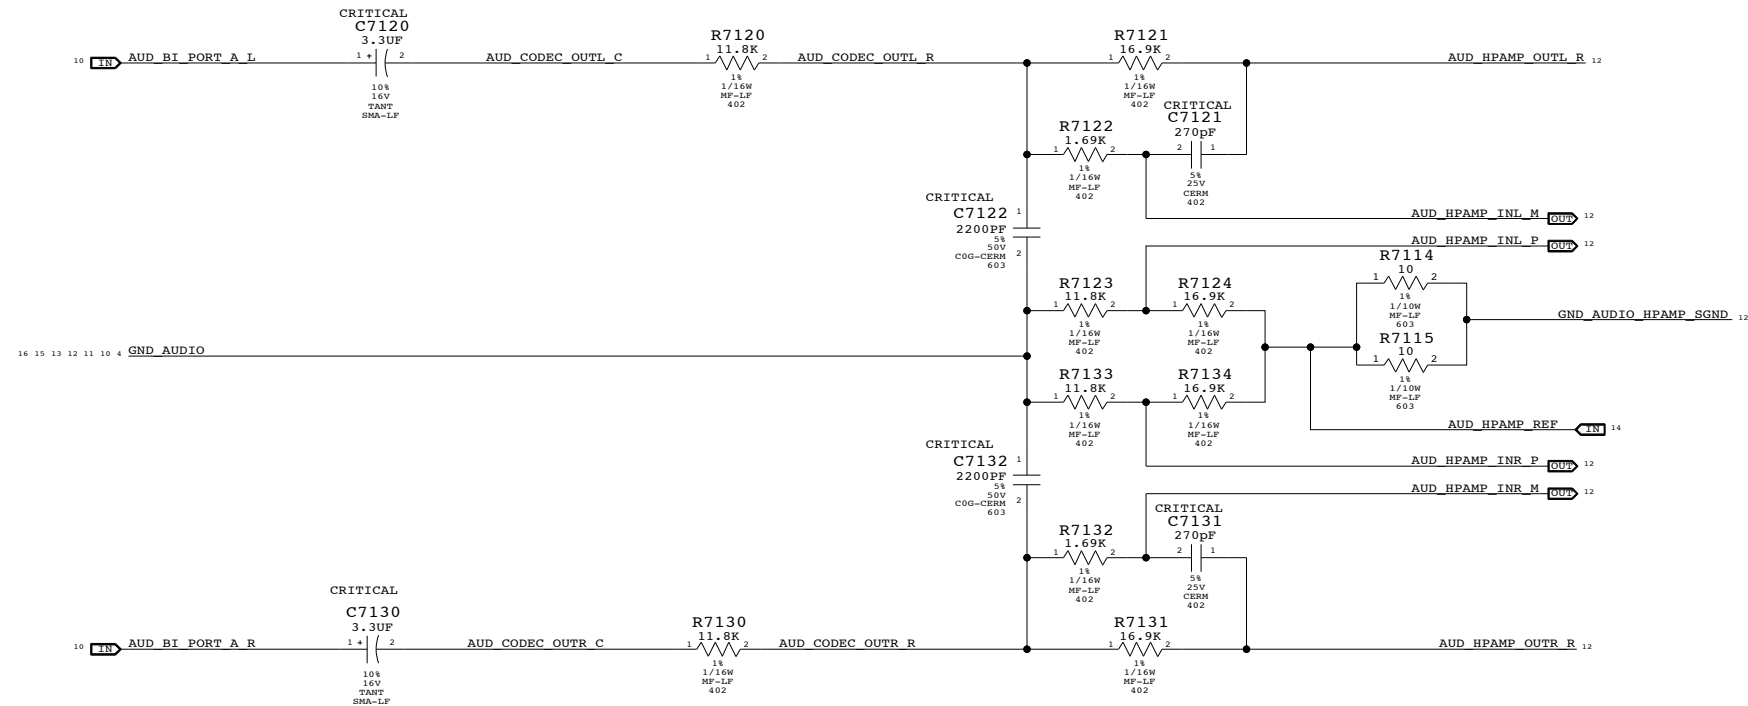 CRITICAL
C7120
3.3UF
10 IN AUD_BI_PORT_A_L
1 + 2
AUD_CODEC_OUTL_C
10%
16V
TANT
SMA-LF
R7120
11.8K
1 2
1%
1/16W
MF-LF
402
AUD_CODEC_OUTL_R
R7121
16.9K
1 2
1%
1/16W
MF-LF
402
AUD_HPAMP_OUTL_R 12
R7122
1.69K
1 2
1%
1/16W
MF-LF
402
CRITICAL
C7121
270pF
2 1
5%
25V
CERM
402
CRITICAL
C7122 1
2200PF
5%
50V
C0G-CERM 2
603
AUD_HPAMP_INL_M OUT 12
AUD_HPAMP_INL_P OUT 12
R7123
11.8K
1 2
1%
1/16W
MF-LF
402
R7124
16.9K
1 2
1%
1/16W
MF-LF
402
R7114
10
1 2
1%
1/10W
MF-LF
603
GND_AUDIO_HPAMP_SGND 12
R7115
10
1 2
1%
1/10W
MF-LF
603
16 15 13 12 11 10 4 GND_AUDIO
R7133
11.8K
1 2
1%
1/16W
MF-LF
402
R7134
16.9K
1 2
1%
1/16W
MF-LF
402
AUD_HPAMP_REF IN 14
CRITICAL
C7132 1
2200PF
5%
50V
C0G-CERM 2
603
AUD_HPAMP_INR_P OUT 12
AUD_HPAMP_INR_M OUT 12
R7132
1.69K
1 2
1%
1/16W
MF-LF
402
CRITICAL
C7131
270pF
2 1
5%
25V
CERM
402
CRITICAL
C7130
3.3UF
10 IN AUD_BI_PORT_A_R
1 + 2
AUD_CODEC_OUTR_C
10%
16V
TANT
SMA-LF
R7130
11.8K
1 2
1%
1/16W
MF-LF
402
AUD_CODEC_OUTR_R
R7131
16.9K
1 2
1%
1/16W
MF-LF
402
AUD_HPAMP_OUTR_R 12